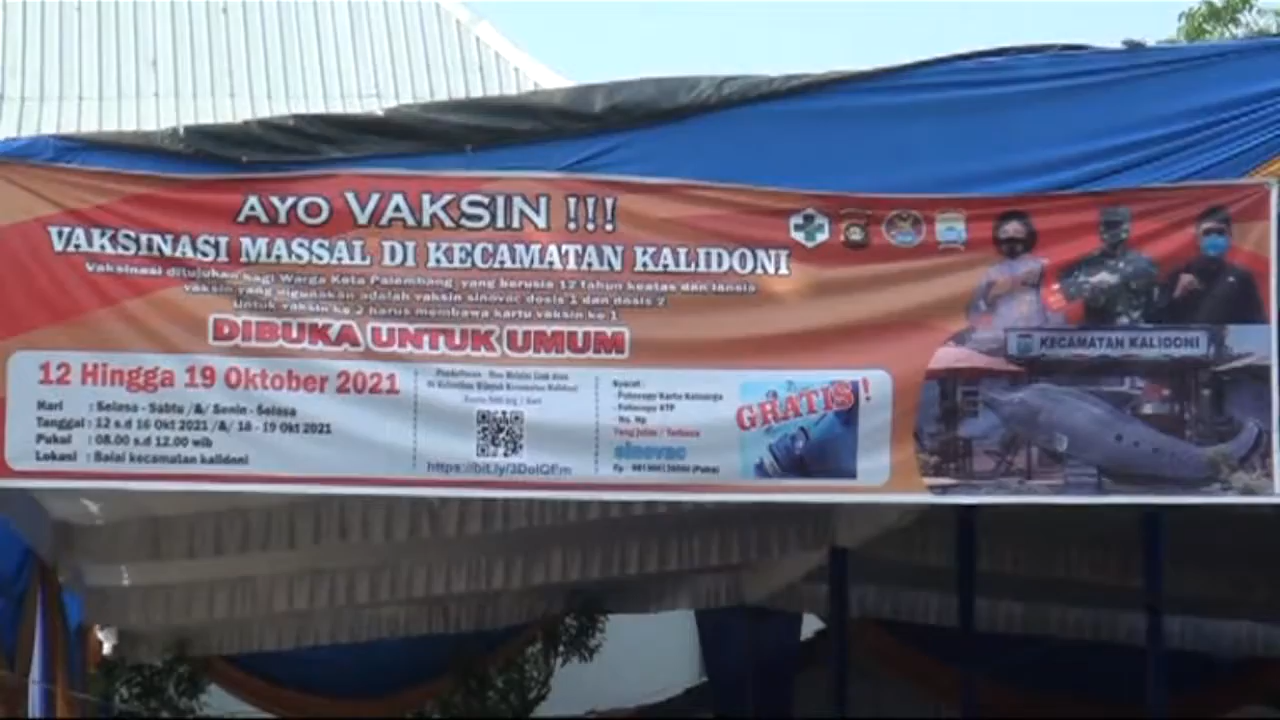 AYO VAKSIN !!!
VAKSINASI MASSAL DI KECAMATAN KALIDONI
Vaksinasi ditujukan bagi Warga Kota Palembang yang berusia 12 tahun keatas dan lansia
vaksin yang digunakan adalah vaksin sinovac dosis 1 dan dosis 2
Untuk vaksin ke 2 harus membawa kartu vaksin ke 1
DIBUKA UNTUK UMUM
12 Hingga 19 Oktober 2021
Hari : Selasa - Sabtu /&/ Senin - Selasa
Tanggal : 12 s.d 16 Okt 2021 /&/ 18 - 19 Okt 2021
Pukul : 08.00 s.d 12.00 wib
Lokasi : Balai kecamatan kalidoni
Syarat :
- Fotocopy Kartu Keluarga
- Fotocopy KTP
- No. Hp
sinovac
GRATIS !
KECAMATAN KALIDONI